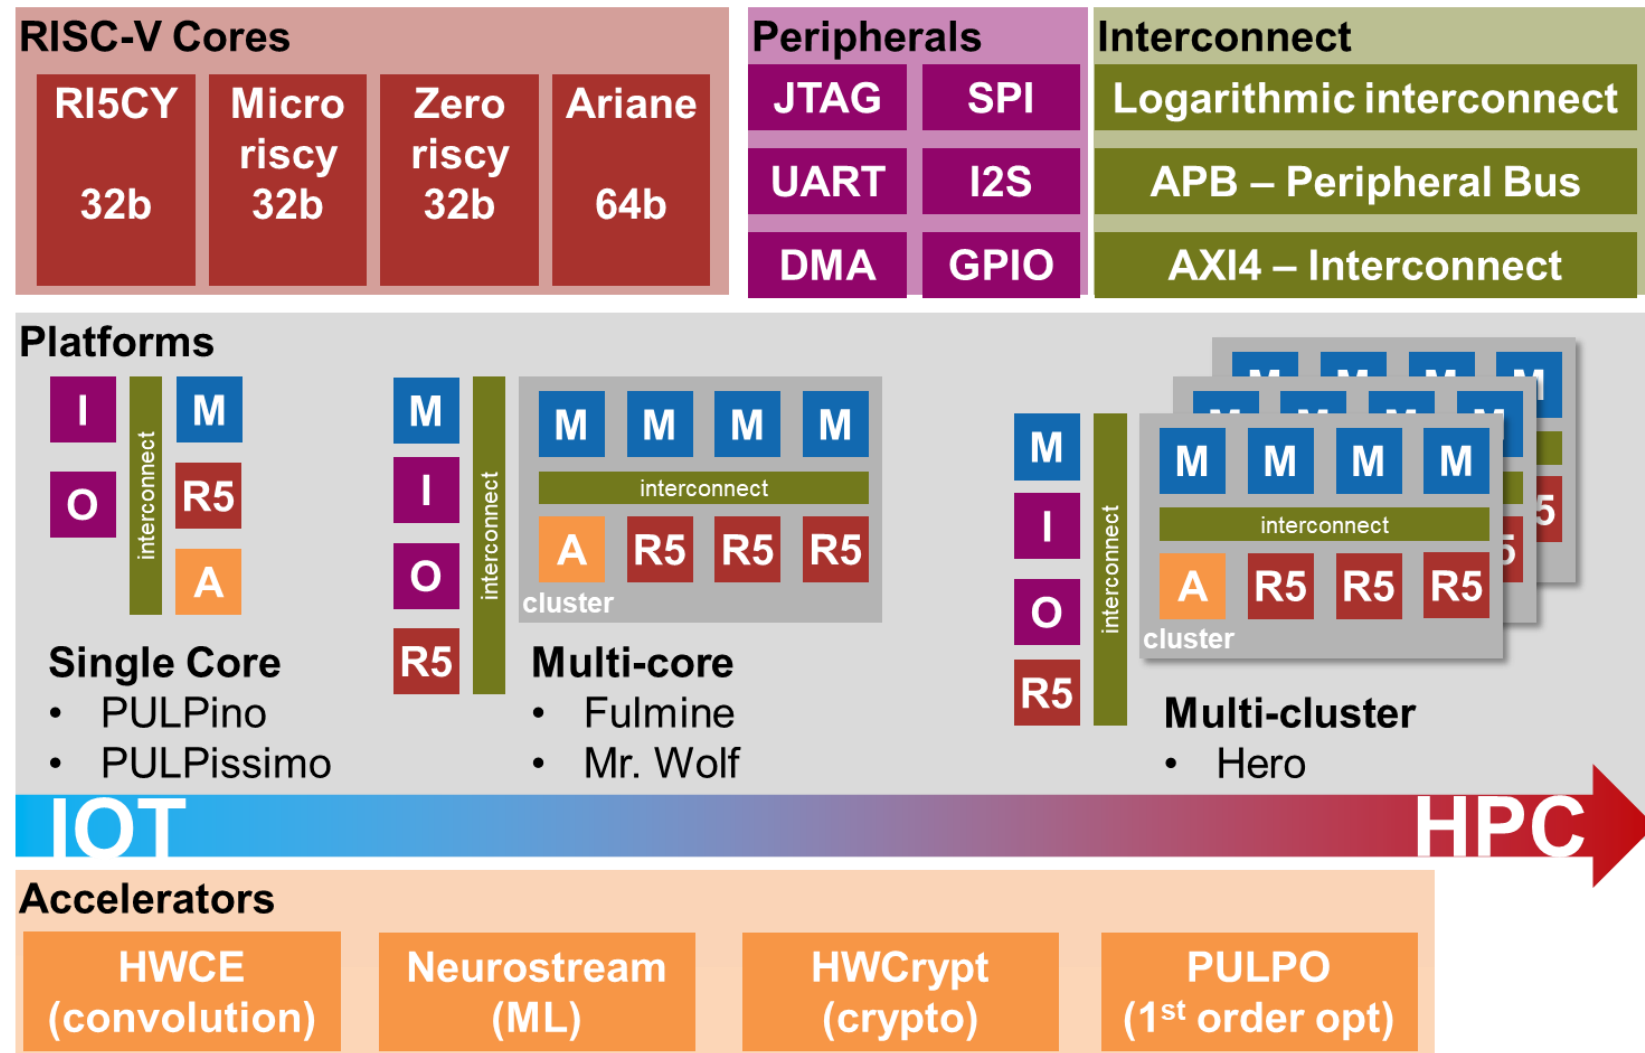 RISC-V Cores
RI5CY
32b
Micro
riscy
32b
Zero
riscy
32b
Ariane
64b
Peripherals
JTAG
SPI
UART
I2S
DMA
GPIO
Interconnect
Logarithmic interconnect
APB – Peripheral Bus
AXI4 – Interconnect
Platforms
I
O
interconnect
M
R5
A
Single Core
• PULPino
• PULPissimo
M
I
O
R5
interconnect
M M M M
interconnect
A R5 R5 R5
cluster
Multi-core
• Fulmine
• Mr. Wolf
M
I
O
R5
interconnect
M M M M
M M M M
M M M M
interconnect
A R5 R5 R5
5
5
cluster
Multi-cluster
• Hero
IOT
HPC
Accelerators
HWCE
(convolution)
Neurostream
(ML)
HWCrypt
(crypto)
PULPO
(1st order opt)